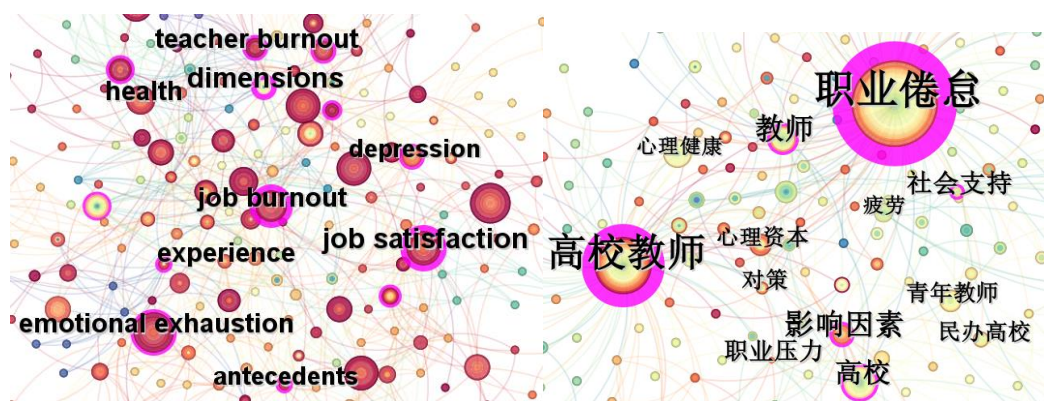 teacher burnout
dimensions
health
depression
job burnout
job satisfaction
experience
emotional exhaustion
antecedents
职业倦怠
教师
心理健康
社会支持
疲劳
高校教师
心理资本
对策
青年教师
影响因素
民办高校
职业压力
高校